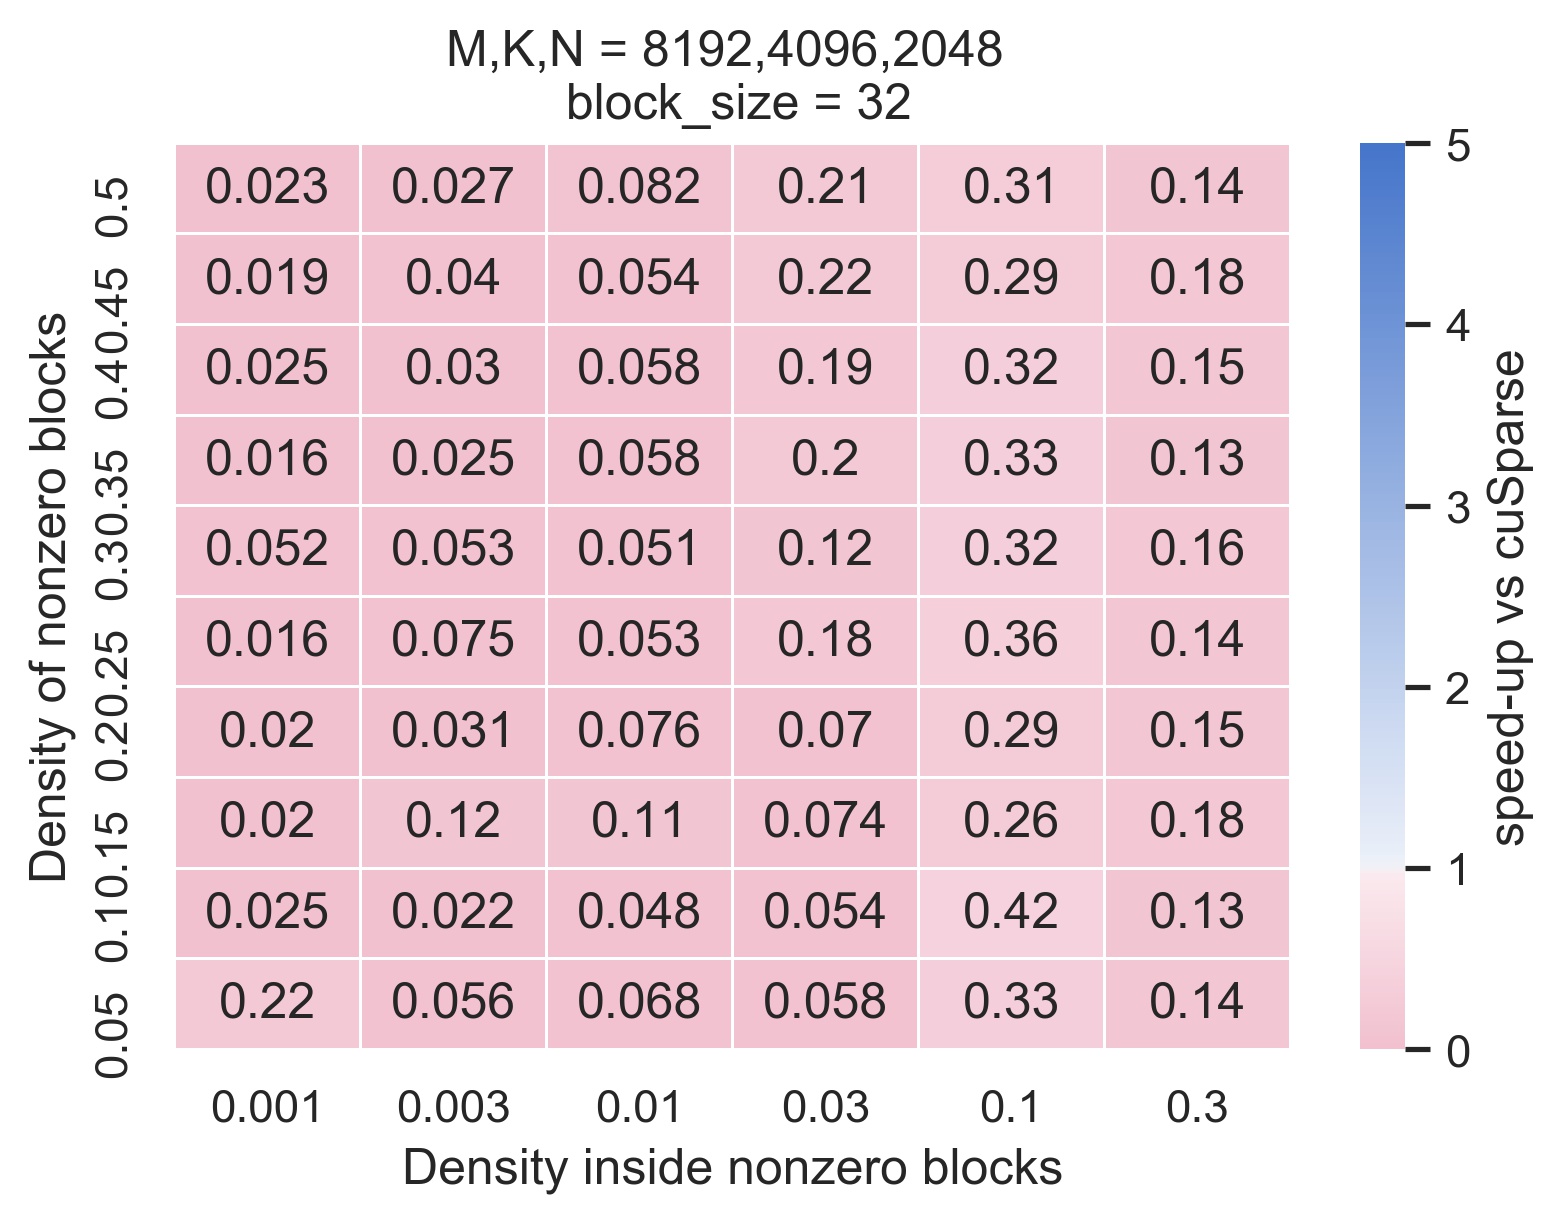 M,K,N = 8192,4096,2048
block_size = 32
Density of nonzero blocks
0.5 0.023 0.027 0.082 0.21 0.31 0.14
0.45 0.019 0.04 0.054 0.22 0.29 0.18
0.4 0.025 0.03 0.058 0.19 0.32 0.15
0.35 0.016 0.025 0.058 0.2 0.33 0.13
0.3 0.052 0.053 0.051 0.12 0.32 0.16
0.25 0.016 0.075 0.053 0.18 0.36 0.14
0.2 0.02 0.031 0.076 0.07 0.29 0.15
0.15 0.02 0.12 0.11 0.074 0.26 0.18
0.1 0.025 0.022 0.048 0.054 0.42 0.13
0.05 0.22 0.056 0.068 0.058 0.33 0.14
0.001 0.003 0.01 0.03 0.1 0.3
Density inside nonzero blocks
5
4
3
2
1
0
speed-up vs cuSparse